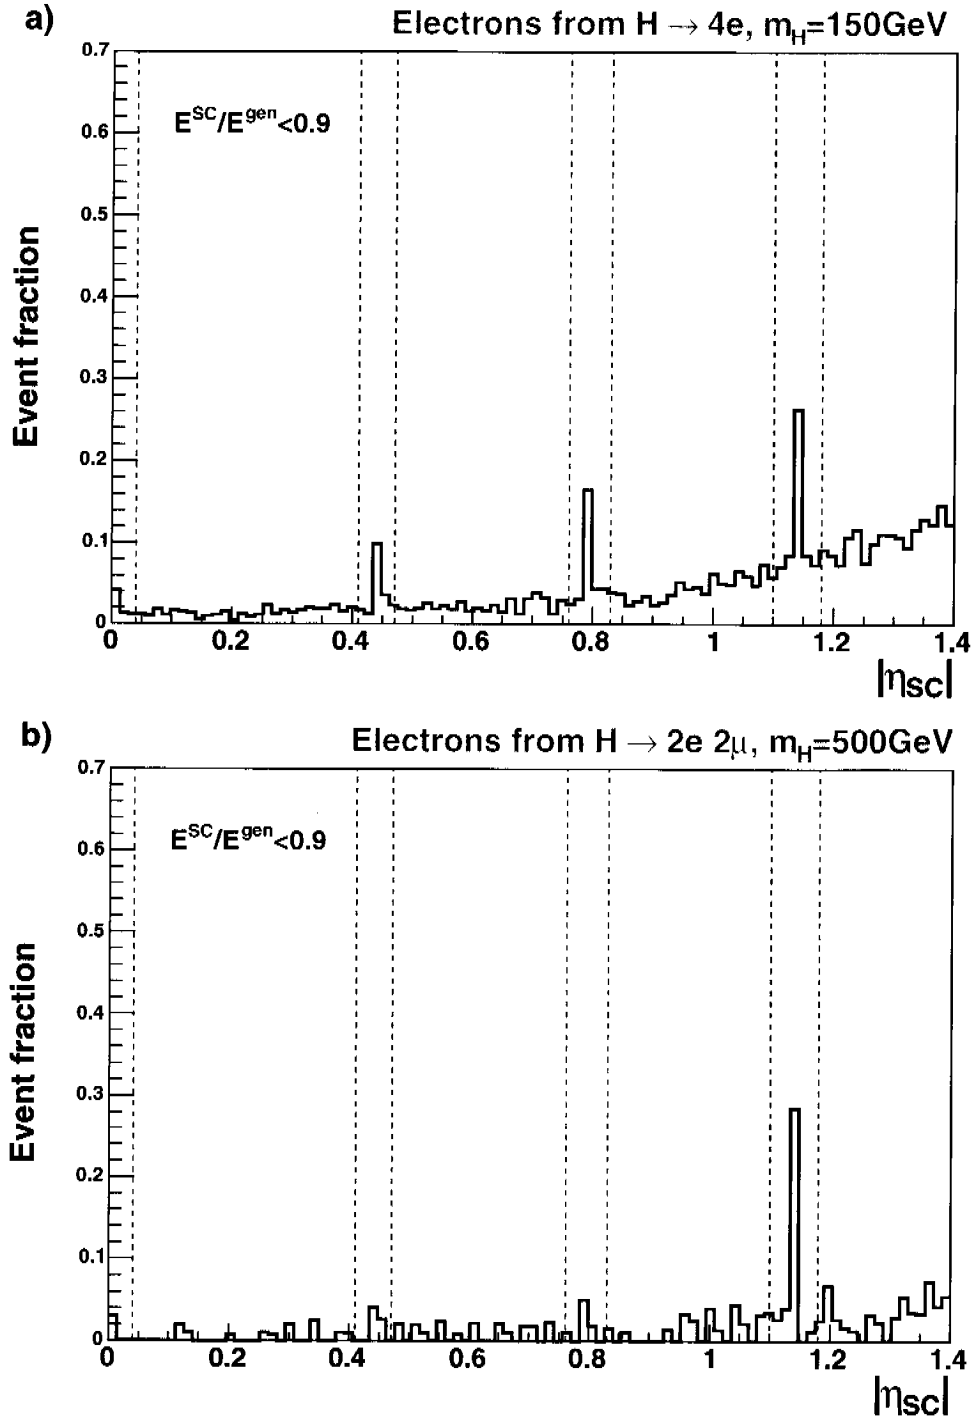 a)
Electrons from H → 4e, mH=150GeV
0.7
E^SC/E^gen<0.9
0.6
0.5
0.4
0.3
0.2
0.1
0
Event fraction
0 0.2 0.4 0.6 0.8 1 1.2 1.4
|ηSC|
b)
Electrons from H → 2e 2μ, mH=500GeV
0.7
E^SC/E^gen<0.9
0.6
0.5
0.4
0.3
0.2
0.1
0
Event fraction
0 0.2 0.4 0.6 0.8 1 1.2 1.4
|ηSC|